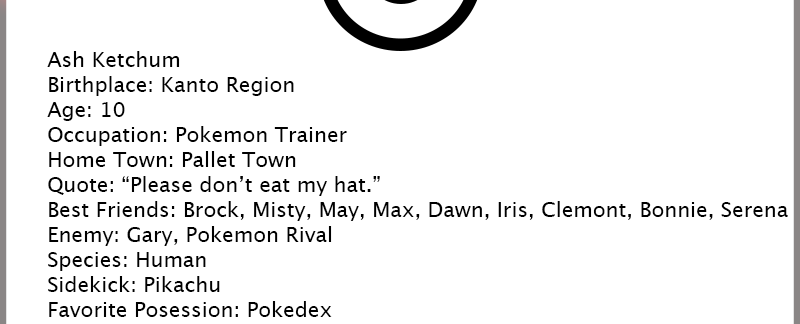 Ash Ketchum
Birthplace: Kanto Region
Age: 10
Occupation: Pokemon Trainer
Home Town: Pallet Town
Quote: “Please don’t eat my hat.”
Best Friends: Brock, Misty, May, Max, Dawn, Iris, Clemont, Bonnie, Serena
Enemy: Gary, Pokemon Rival
Species: Human
Sidekick: Pikachu
Favorite Posession: Pokedex